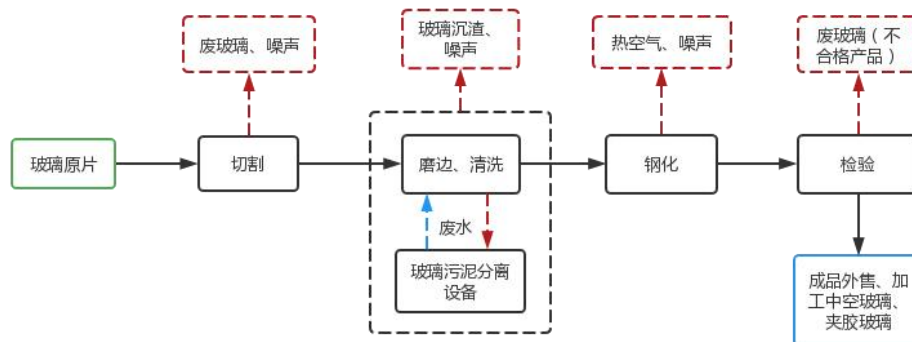 废玻璃、噪声
玻璃沉渣、
噪声
热空气、噪声
废玻璃（不
合格产品）
玻璃原片
切割
磨边、清洗
钢化
检验
废水
玻璃污泥分离
设备
成品外售、加
工中空玻璃、
夹胶玻璃